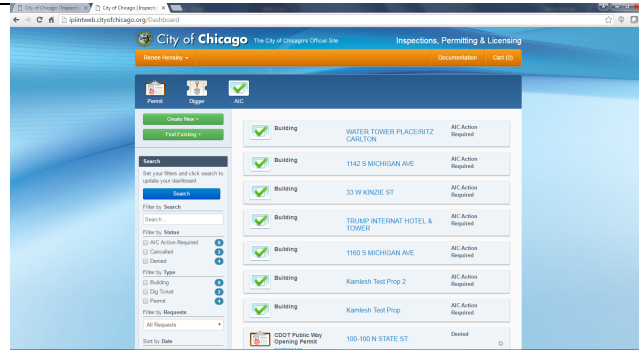 City of Chicago | Inspectio
City of Chicago | Inspectio
ipiintweb.cityofchicago.org/Dashboard
City of Chicago The City of Chicago's Official Site Inspections, Permitting & Licensing
Renee Hensley Documentation Cart (0)
Permit Digger AIC
Create New
Find Existing
Search
Set your filters and click search to
update your dashboard.
Search
Filter by Search
Search...
Filter by Status
AIC Action Required
Cancelled
Denied
Filter by Type
Building
Dig Ticket
Permit
Filter by Requests
All Requests
Sort by Date
Building WATER TOWER PLACE/RITZ
CARLTON AIC Action
Required
Building 1142 S MICHIGAN AVE AIC Action
Required
Building 33 W KINZIE ST AIC Action
Required
Building TRUMP INTERNAT HOTEL &
TOWER AIC Action
Required
Building 1160 S MICHIGAN AVE AIC Action
Required
Building Kamlesh Test Prop 2 AIC Action
Required
Building Kamlesh Test Prop AIC Action
Required
CDOT Public Way
Opening Permit 100-100 N STATE ST Denied